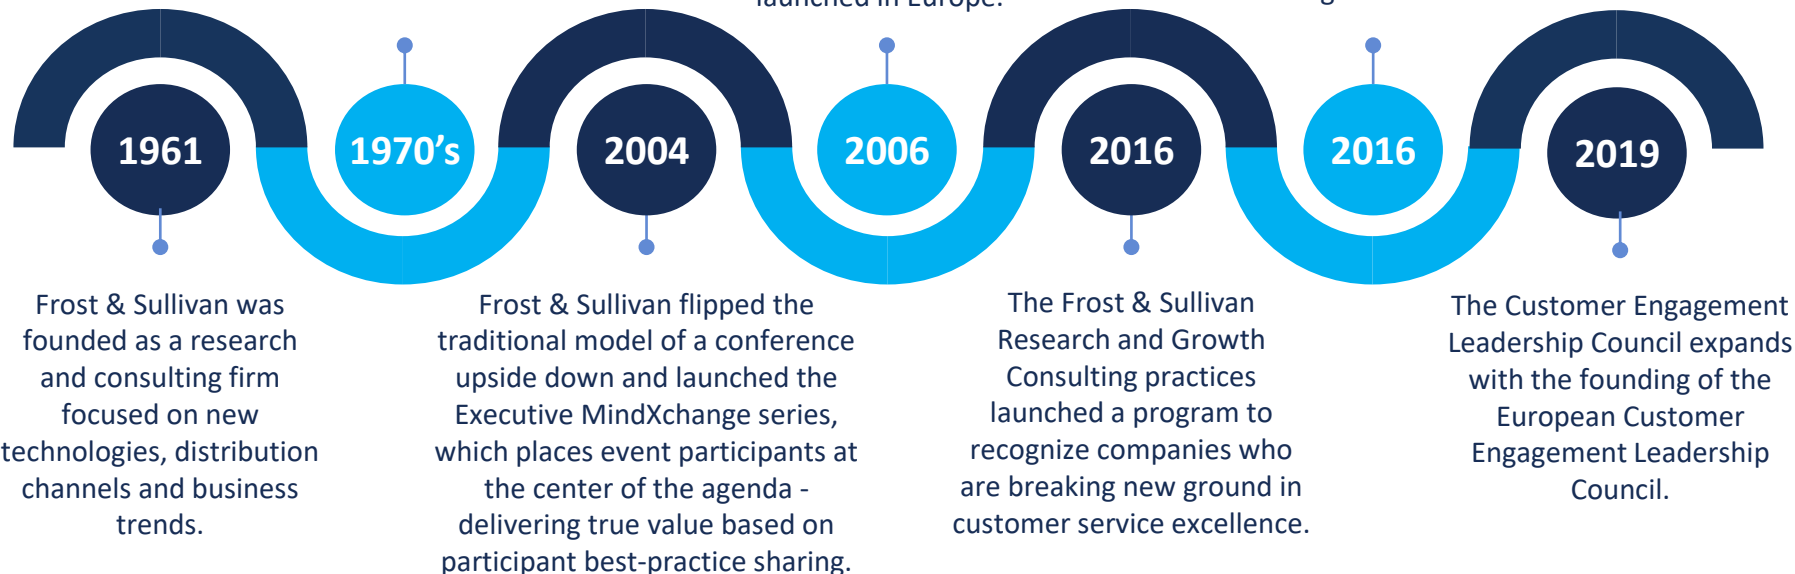 launched in Europe.
1961
1970’s
2004
2006
2016
2016
2019
Frost & Sullivan was
founded as a research
and consulting firm
focused on new
technologies, distribution
channels and business
trends.
Frost & Sullivan flipped the
traditional model of a conference
upside down and launched the
Executive MindXchange series,
which places event participants at
the center of the agenda -
delivering true value based on
participant best-practice sharing.
The Frost & Sullivan
Research and Growth
Consulting practices
launched a program to
recognize companies who
are breaking new ground in
customer service excellence.
The Customer Engagement
Leadership Council expands
with the founding of the
European Customer
Engagement Leadership
Council.